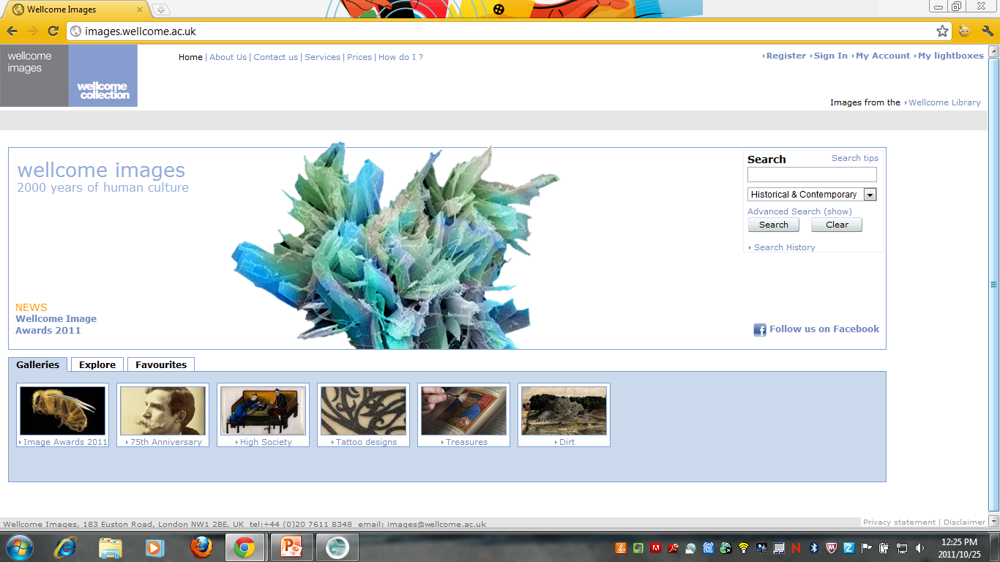 Wellcome Images
images.wellcome.ac.uk
wellcome
images
wellcome
collection
Home | About Us | Contact us | Services | Prices | How do I ?
Register Sign In My Account My lightboxes
Images from the Wellcome Library
wellcome images
2000 years of human culture
Search
Search tips
Historical & Contemporary
Advanced Search (show)
Search Clear
Search History
NEWS
Wellcome Image
Awards 2011
Follow us on Facebook
Galleries Explore Favourites
Image Awards 2011 75th Anniversary High Society Tattoo designs Treasures Dirt
Wellcome Images, 183 Euston Road, London NW1 2BE, UK tel:+44 (0)20 7611 8348 email: images@wellcome.ac.uk
Privacy statement | Disclaimer
12:25 PM
2011/10/25